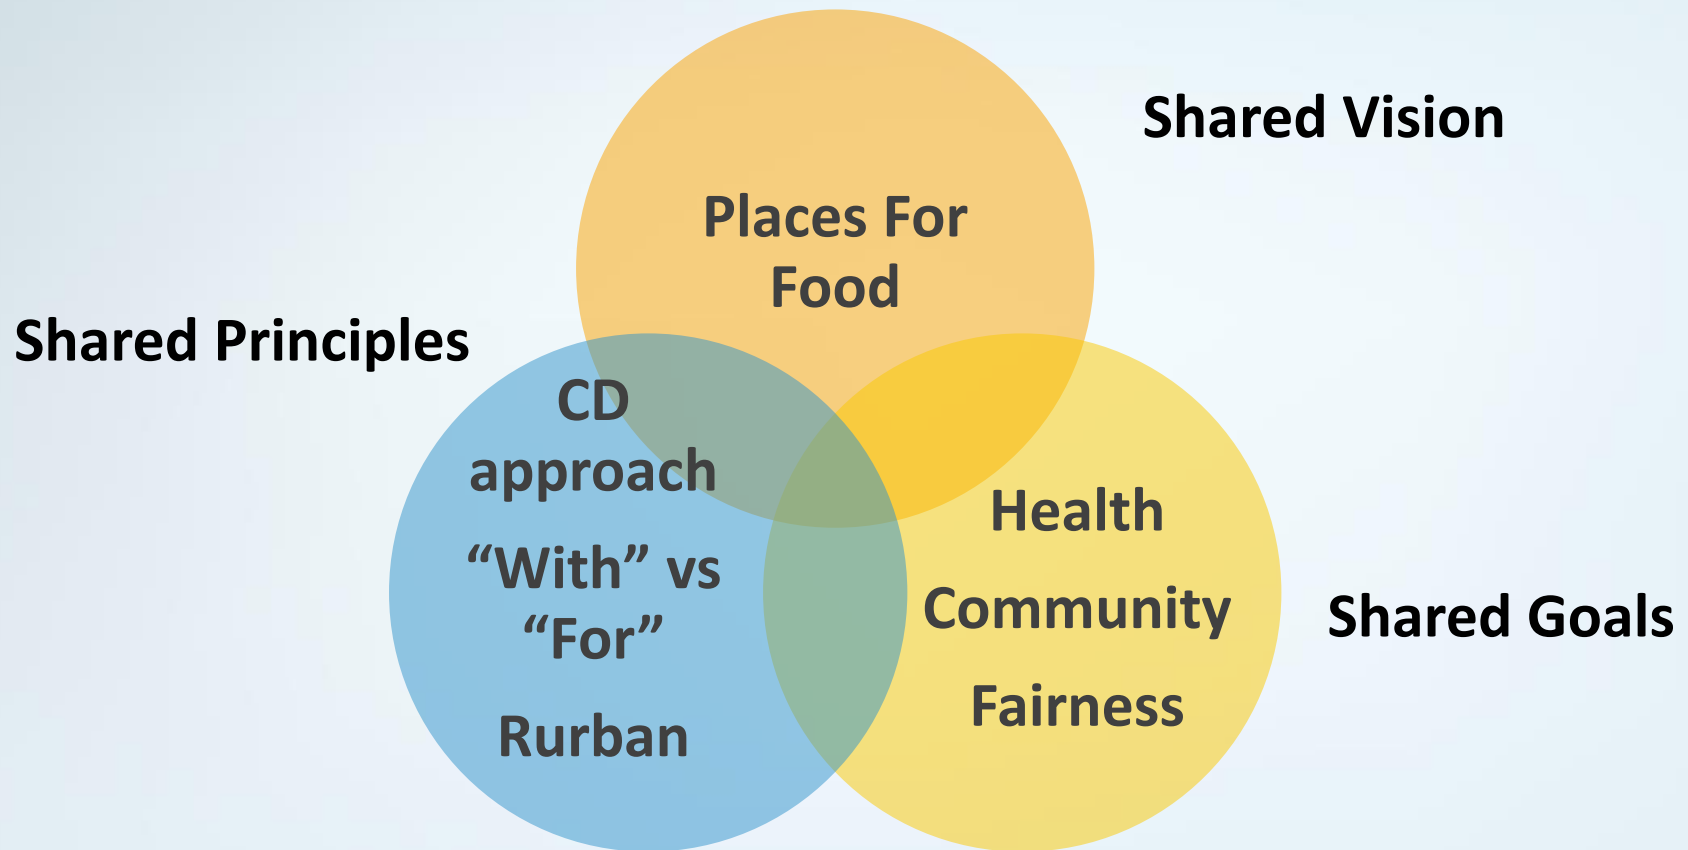 Shared Vision
Places For
Food
Shared Principles
CD
approach
“With” vs
“For”
Rurban
Health
Community
Fairness
Shared Goals